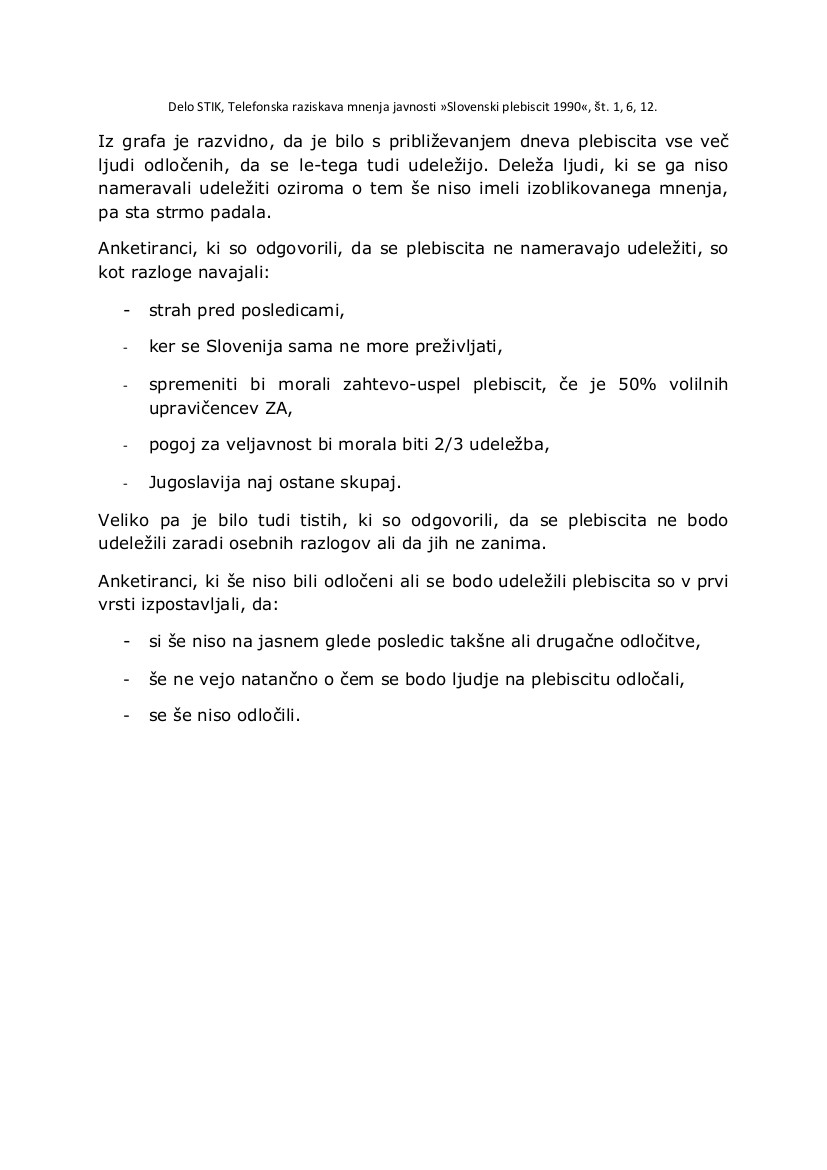 Delo STIK, Telefonska raziskava mnenja javnosti »Slovenski plebiscit 1990«, št. 1, 6, 12.
Iz grafa je razvidno, da je bilo s približevanjem dneva plebiscita vse več
ljudi odločenih, da se le-tega tudi udeležijo. Deleža ljudi, ki se ga niso
nameravali udeležiti oziroma o tem še niso imeli izoblikovanega mnenja,
pa sta strmo padala.
Anketiranci, ki so odgovorili, da se plebiscita ne nameravajo udeležiti, so
kot razloge navajali:
- strah pred posledicami,
- ker se Slovenija sama ne more preživljati,
- spremeniti bi morali zahtevo-uspel plebiscit, če je 50% volilnih
upravičencev ZA,
- pogoj za veljavnost bi morala biti 2/3 udeležba,
- Jugoslavija naj ostane skupaj.
Veliko pa je bilo tudi tistih, ki so odgovorili, da se plebiscita ne bodo
udeležili zaradi osebnih razlogov ali da jih ne zanima.
Anketiranci, ki še niso bili odločeni ali se bodo udeležili plebiscita so v prvi
vrsti izpostavljali, da:
- si še niso na jasnem glede posledic takšne ali drugačne odločitve,
- še ne vejo natančno o čem se bodo ljudje na plebiscitu odločali,
- se še niso odločili.